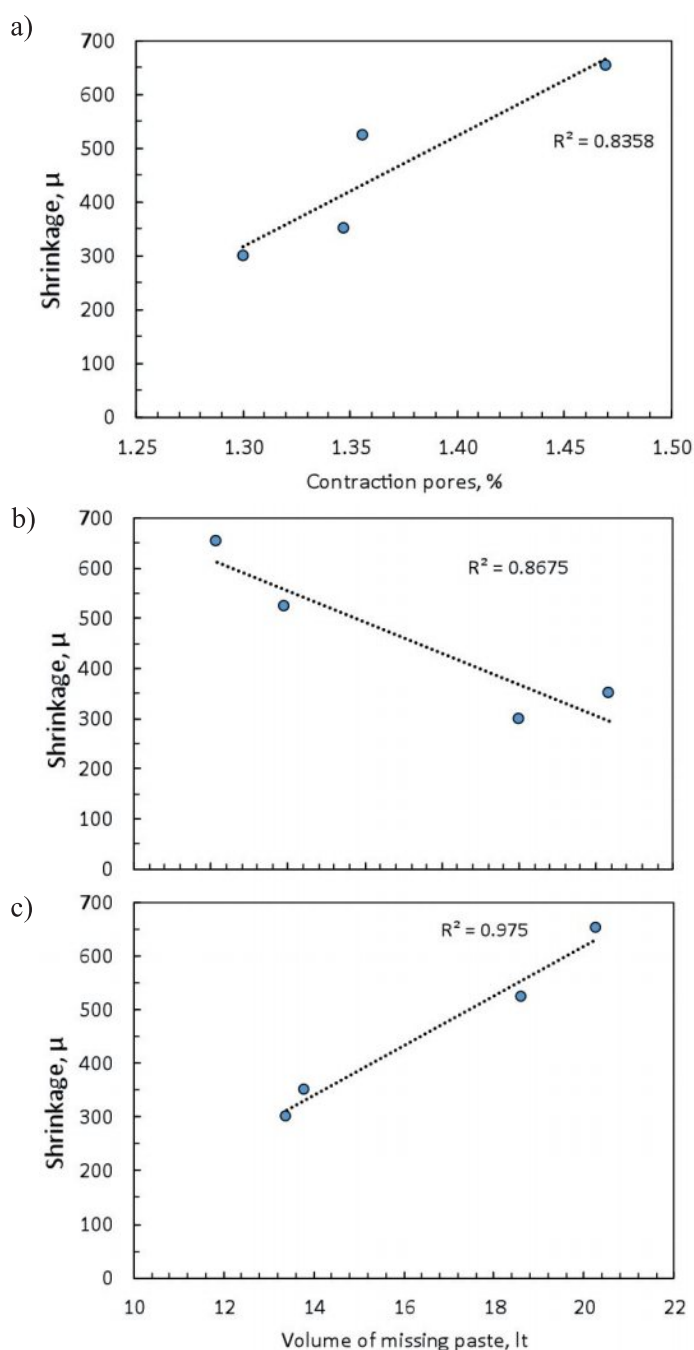 a)
700
600
500
400
300
200
100
0
Shrinkage, µ
R² = 0.8358
1.25 1.30 1.35 1.40 1.45 1.50
Contraction pores, %
b)
700
600
500
400
300
200
100
0
Shrinkage, µ
R² = 0.8675
c)
700
600
500
400
300
200
100
0
Shrinkage, µ
R² = 0.975
10 12 14 16 18 20 22
Volume of missing paste, lt